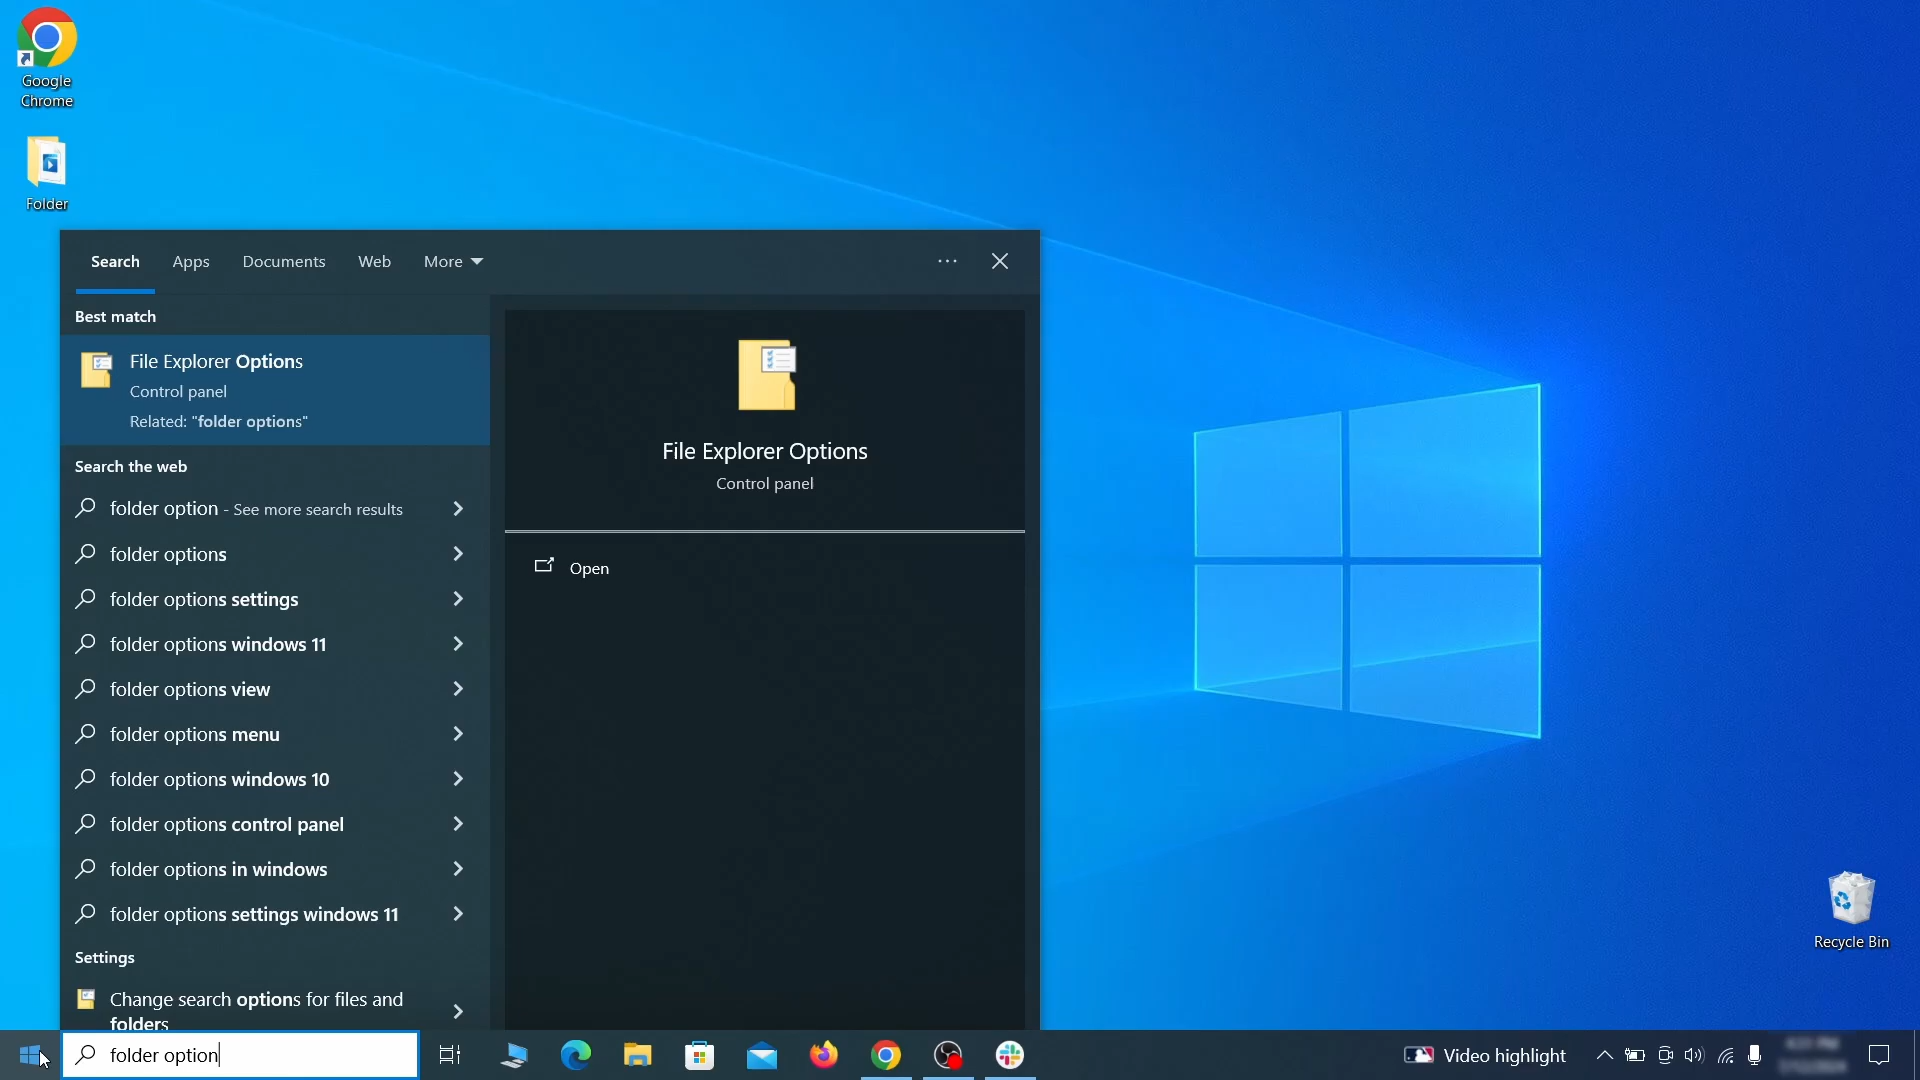 Google
Chrome
Folder
Search Apps Documents Web More
Best match
File Explorer Options
Control panel
Related: "folder options"
File Explorer Options
Control panel
Open
Search the web
folder option - See more search results
folder options
folder options settings
folder options windows 11
folder options view
folder options menu
folder options windows 10
folder options control panel
folder options in windows
folder options settings windows 11
Settings
Change search options for files and
folders
Recycle Bin
folder option
Video highlight